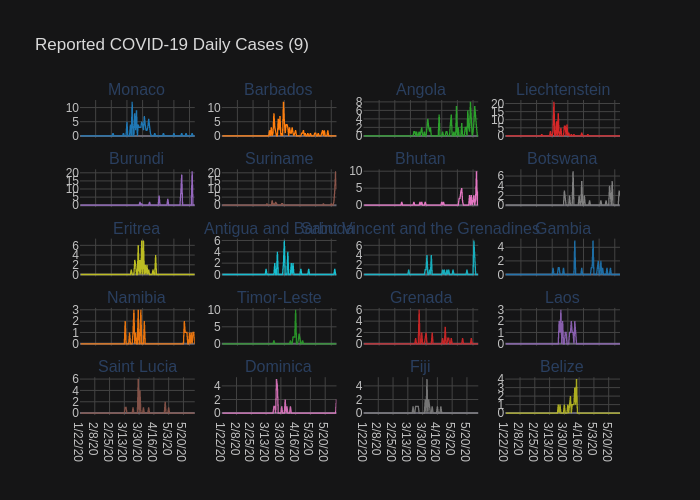 Reported COVID-19 Daily Cases (9)
Monaco Barbados Angola Liechtenstein
10 5 0
10 5 0
8 6 4 2 0
20 15 10 5 0
Burundi Suriname Bhutan Botswana
20 15 10 5 0
20 15 10 5 0
10 5 0
6 4 2 0
Eritrea Antigua and Barbuda Saint Vincent and the Grenadines Gambia
6 4 2 0
6 4 2 0
6 4 2 0
4 2 0
Namibia Timor-Leste Grenada Laos
3 2 1 0
10 5 0
6 4 2 0
3 2 1 0
Saint Lucia Dominica Fiji Belize
6 4 2 0
4 2 0
4 2 0
4 3 2 1 0
1/22/20 2/8/20 2/25/20 3/13/20 3/30/20 4/16/20 5/3/20 5/20/20
1/22/20 2/8/20 2/25/20 3/13/20 3/30/20 4/16/20 5/3/20 5/20/20
1/22/20 2/8/20 2/25/20 3/13/20 3/30/20 4/16/20 5/3/20 5/20/20
1/22/20 2/8/20 2/25/20 3/13/20 3/30/20 4/16/20 5/3/20 5/20/20